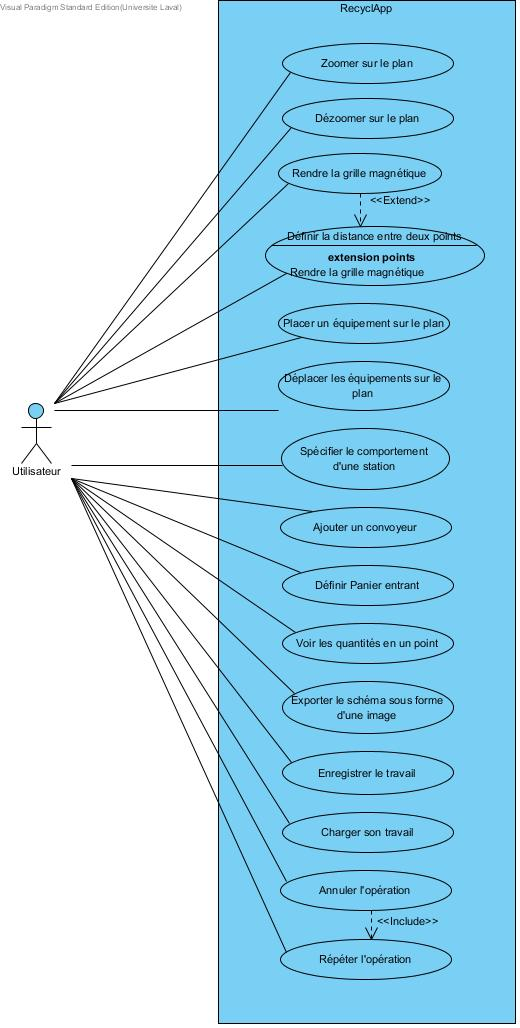 Visual Paradigm Standard Edition(Universite Laval)
RecyclApp
Zoomer sur le plan
Dézoomer sur le plan
Rendre la grille magnétique
<<Extend>>
Définir la distance entre deux points
extension points
Rendre la grille magnétique
Placer un équipement sur le plan
Déplacer les équipements sur le
plan
Utilisateur
Spécifier le comportement
d'une station
Ajouter un convoyeur
Définir Panier entrant
Voir les quantités en un point
Exporter le schéma sous forme
d'une image
Enregistrer le travail
Charger son travail
Annuler l'opération
<<Include>>
Répéter l'opération